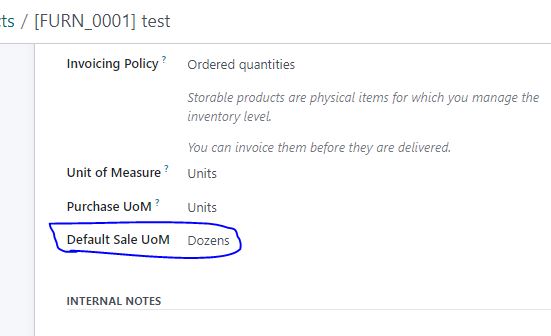 cts / [FURN_0001] test
Invoicing Policy ? Ordered quantities
Storable products are physical items for which you manage the
inventory level.
You can invoice them before they are delivered.
Unit of Measure ? Units
Purchase UoM ? Units
Default Sale UoM Dozens
INTERNAL NOTES